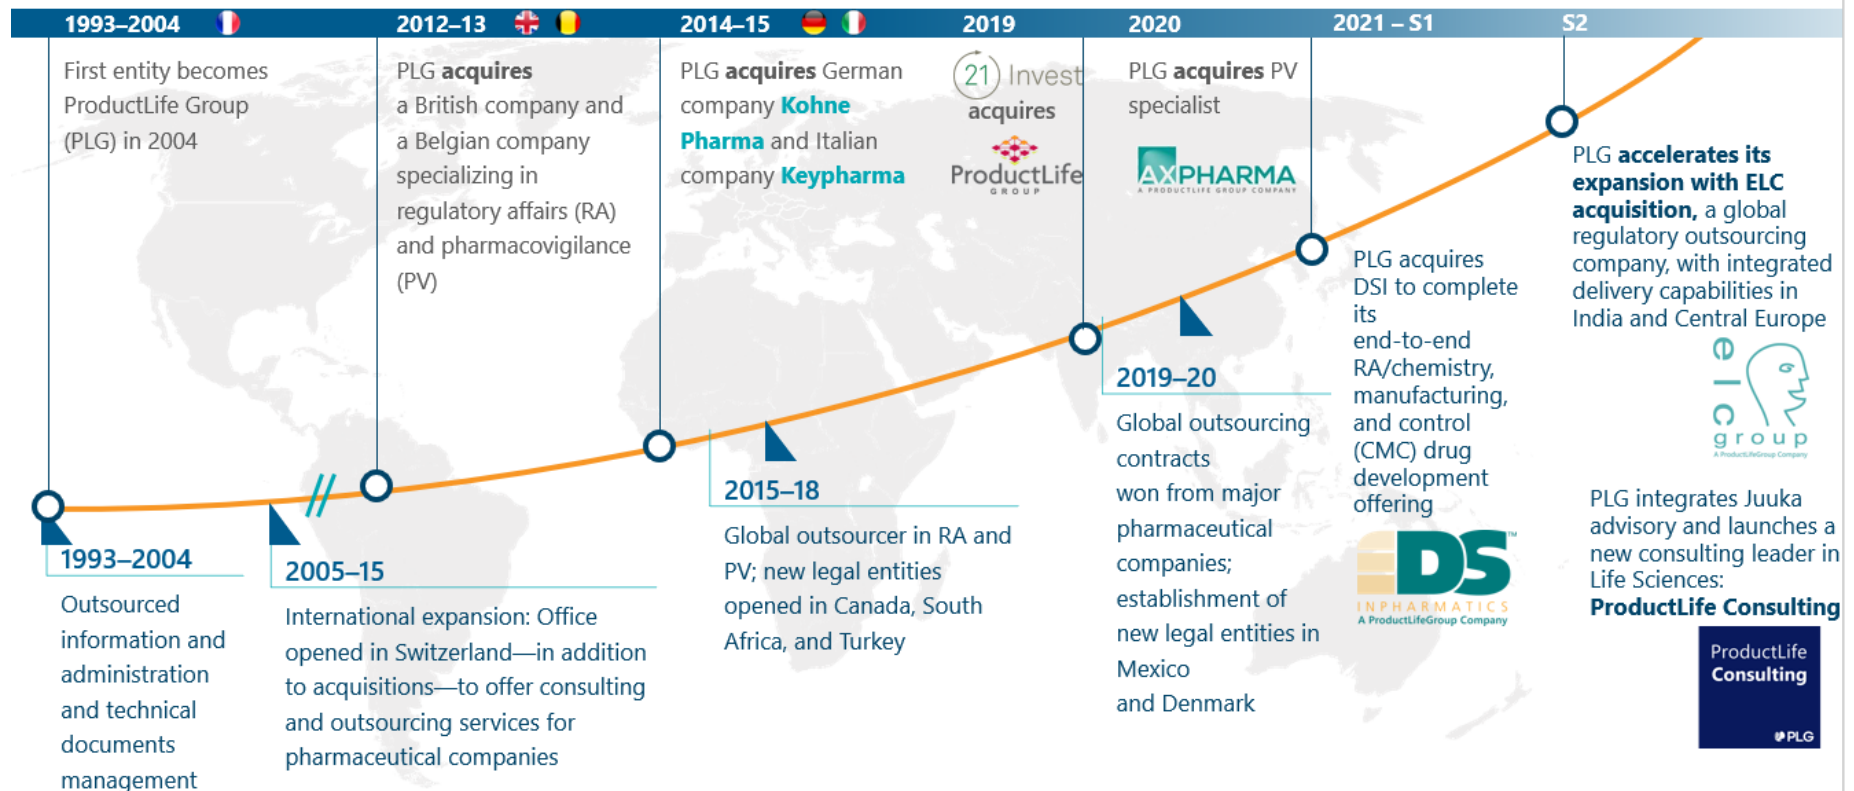 1993–2004
2012–13
2014–15
2019
2020
2021 – S1
S2
First entity becomes
ProductLife Group
(PLG) in 2004
PLG acquires
a British company and
a Belgian company
specializing in
regulatory affairs (RA)
and pharmacovigilance
(PV)
PLG acquires German
company Kohne
Pharma and Italian
company Keypharma
21 Invest
acquires
ProductLife
GROUP
PLG acquires PV
specialist
AXPHARMA
A PRODUCTLIFE GROUP COMPANY
PLG acquires
DSI to complete
its
end-to-end
RA/chemistry,
manufacturing,
and control
(CMC) drug
development
offering
EDS™
INPHARMATICS
A ProductLifeGroup Company
PLG accelerates its
expansion with ELC
acquisition, a global
regulatory outsourcing
company, with integrated
delivery capabilities in
India and Central Europe
elc
group
A ProductLifeGroup Company
PLG integrates Juuka
advisory and launches a
new consulting leader in
Life Sciences:
ProductLife Consulting
ProductLife
Consulting
PLG
1993–2004
Outsourced
information and
administration
and technical
documents
management
2005–15
International expansion: Office
opened in Switzerland—in addition
to acquisitions—to offer consulting
and outsourcing services for
pharmaceutical companies
2015–18
Global outsourcer in RA and
PV; new legal entities
opened in Canada, South
Africa, and Turkey
2019–20
Global outsourcing
contracts
won from major
pharmaceutical
companies;
establishment of
new legal entities in
Mexico
and Denmark